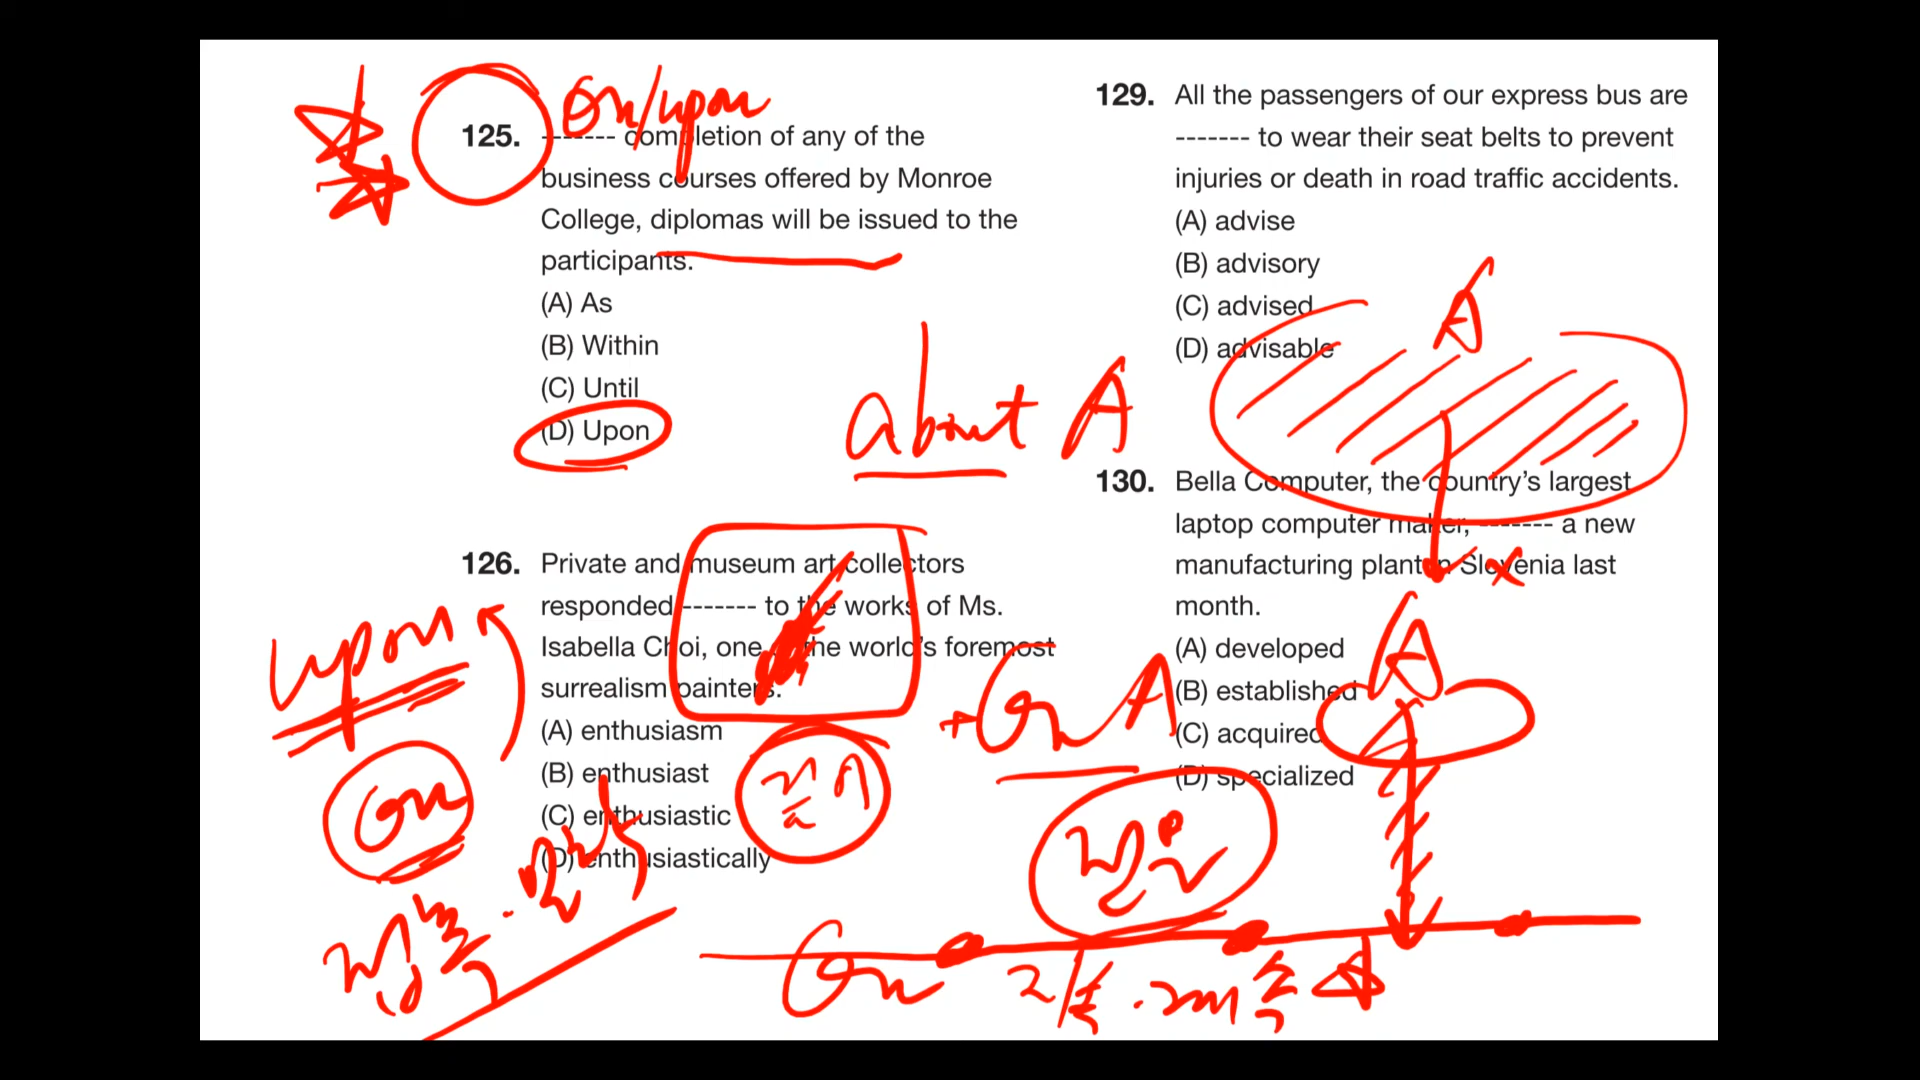 125. ------- completion of any of the
business courses offered by Monroe
College, diplomas will be issued to the
participants.
(A) As
(B) Within
(C) Until
(D) Upon
On/upon
about A
126. Private and museum art collectors
responded ------- to the works of Ms.
Isabella Choi, one of the world's foremost
surrealism painters.
(A) enthusiasm
(B) enthusiast
(C) enthusiastic
(D) enthusiastically
upon
On
+On A
On
129. All the passengers of our express bus are
------- to wear their seat belts to prevent
injuries or death in road traffic accidents.
(A) advise
(B) advisory
(C) advised
(D) advisable
A
130. Bella Computer, the country's largest
laptop computer maker, ------- a new
manufacturing plant in Slovenia last
month.
(A) developed
(B) established
(C) acquired
(D) specialized
A